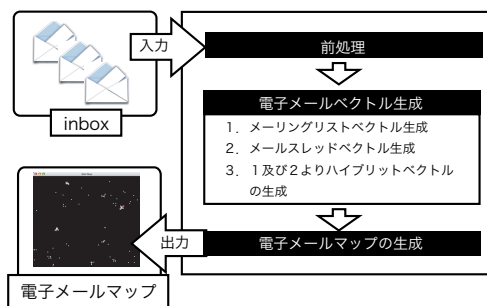 入力
前処理
inbox
電子メールベクトル生成
1．メーリングリストベクトル生成
2．メールスレッドベクトル生成
3．1及び2よりハイブリットベクトル
の生成
出力
電子メールマップの生成
電子メールマップ